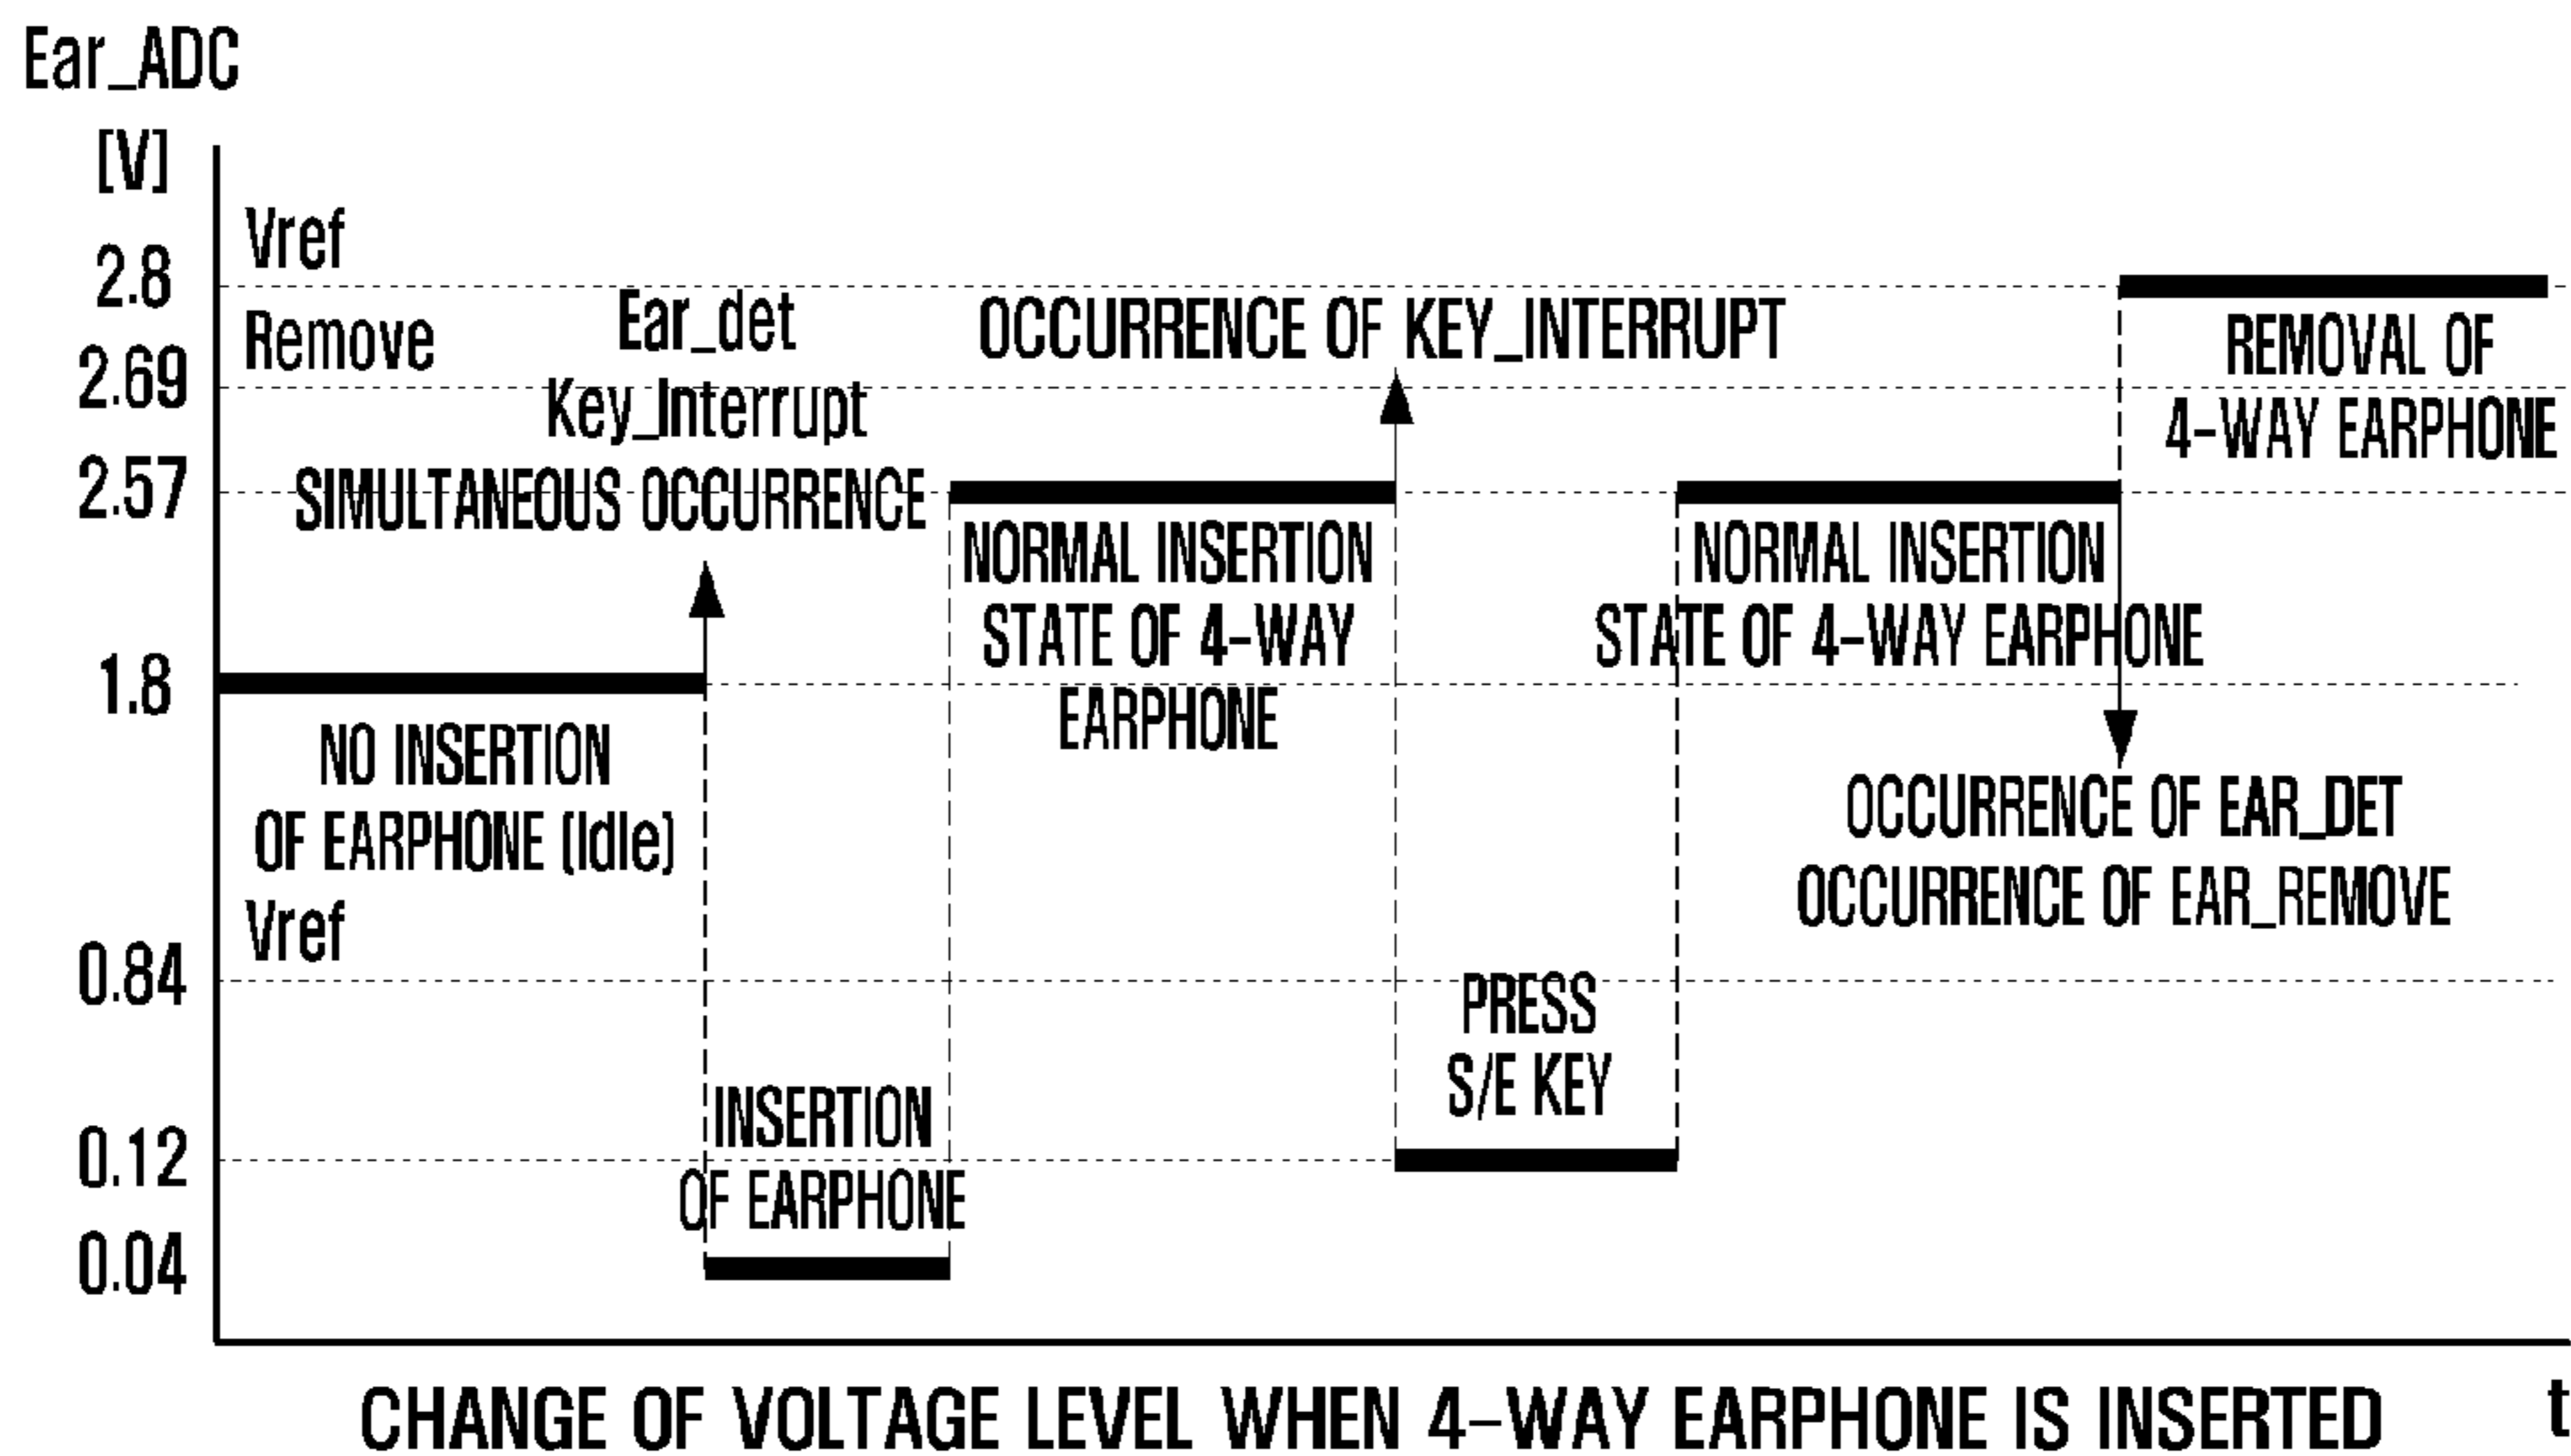 Ear_ADC
[V]
Vref
2.8
Remove
2.69
2.57
1.8
0.84
0.12
0.04
Ear_det
Key_Interrupt
SIMULTANEOUS OCCURRENCE
NO INSERTION
OF EARPHONE (Idle)
Vref
INSERTION
OF EARPHONE
OCCURRENCE OF KEY_INTERRUPT
NORMAL INSERTION
STATE OF 4-WAY
EARPHONE
PRESS
S/E KEY
NORMAL INSERTION
STATE OF 4-WAY EARPHONE
REMOVAL OF
4-WAY EARPHONE
OCCURRENCE OF EAR_DET
OCCURRENCE OF EAR_REMOVE
CHANGE OF VOLTAGE LEVEL WHEN 4-WAY EARPHONE IS INSERTED
t